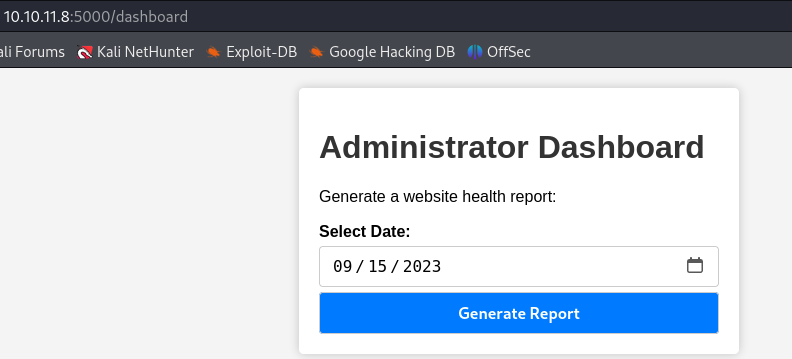 10.10.11.8:5000/dashboard
ali Forums Kali NetHunter Exploit-DB Google Hacking DB OffSec
Administrator Dashboard
Generate a website health report:
Select Date:
09/15/2023
Generate Report